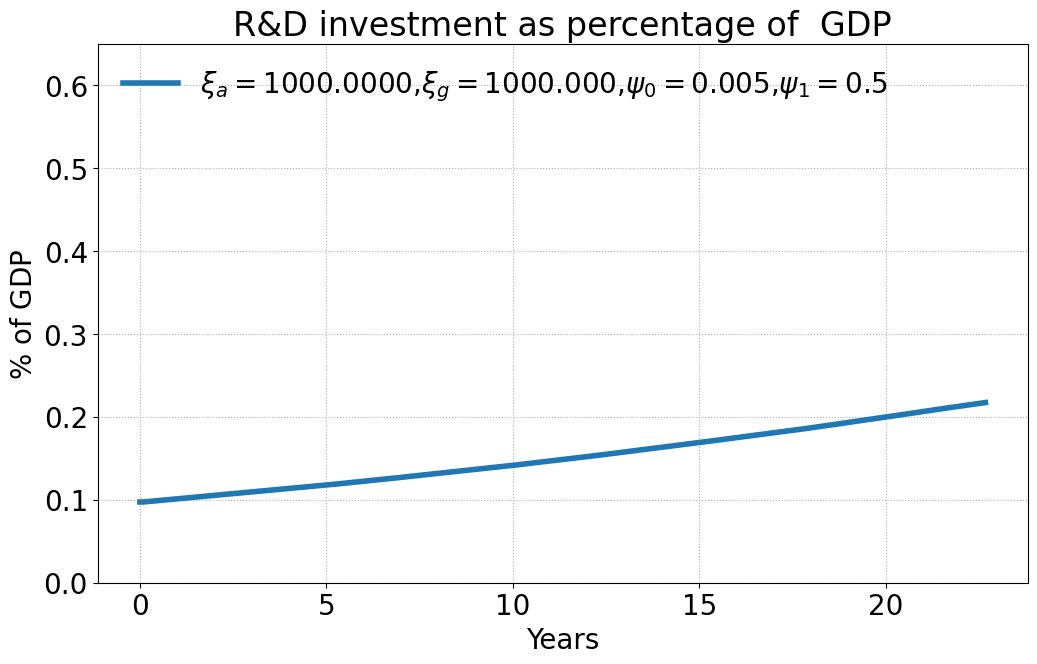 R&D investment as percentage of  GDP
ξₐ = 1000.0000,ξ_g = 1000.000,ψ₀ = 0.005,ψ₁ = 0.5
% of GDP
0.6
0.5
0.4
0.3
0.2
0.1
0.0
0 5 10 15 20
Years